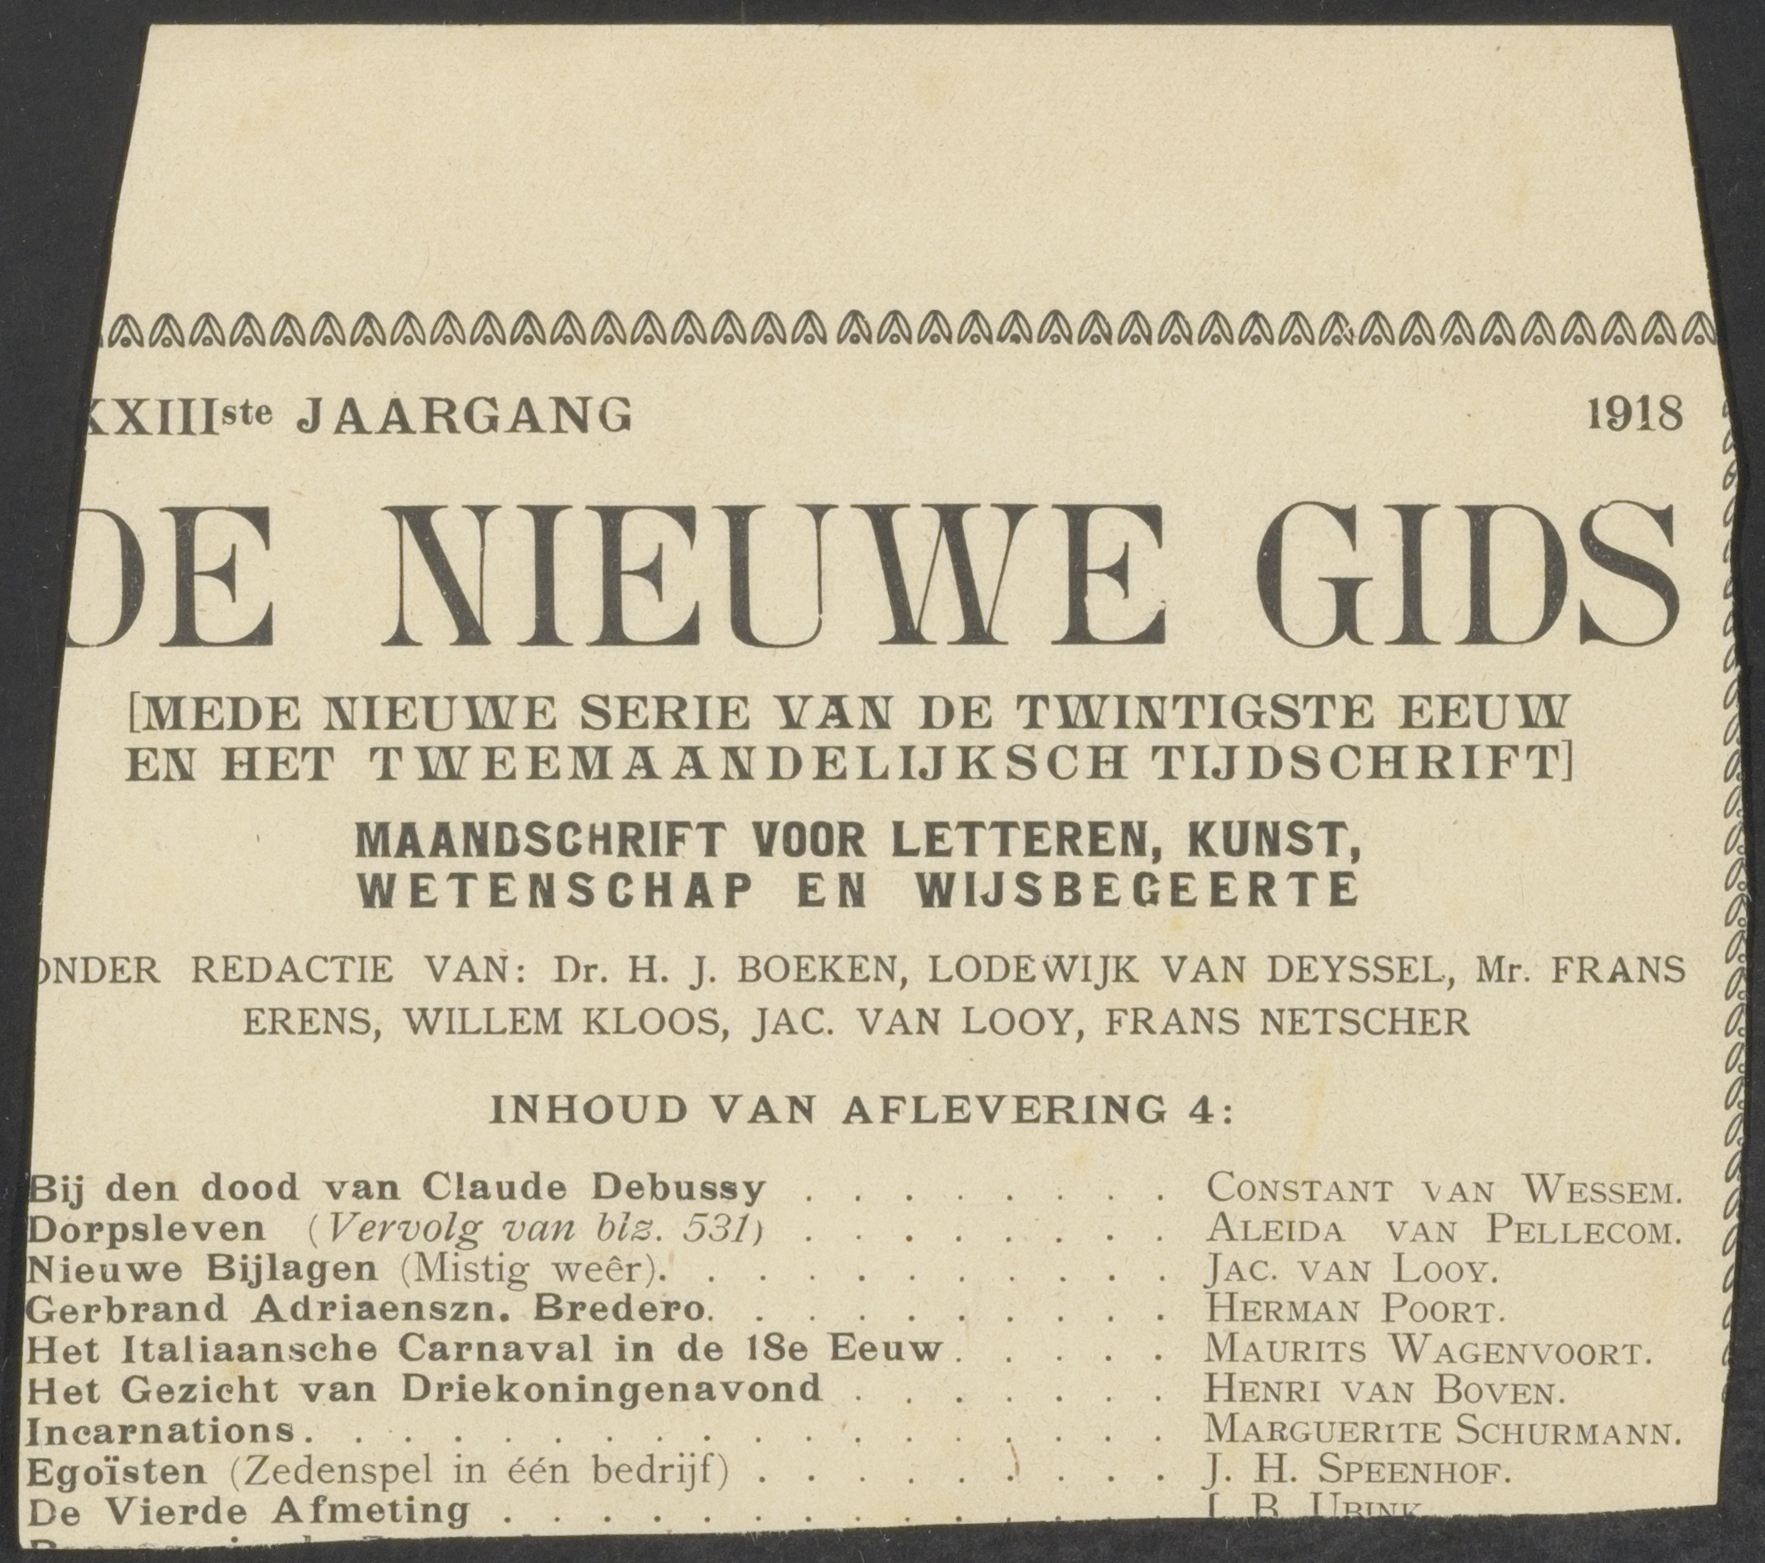 XXIIIste JAARGANG 1918
DE NIEUWE GIDS
[MEDE NIEUWE SERIE VAN DE TWINTIGSTE EEUW
EN HET TWEEMAANDELIJKSCH TIJDSCHRIFT]
MAANDSCHRIFT VOOR LETTEREN, KUNST,
WETENSCHAP EN WIJSBEGEERTE
ONDER REDACTIE VAN: Dr. H. J. BOEKEN, LODEWIJK VAN DEYSSEL, Mr. FRANS
ERENS, WILLEM KLOOS, JAC. VAN LOOY, FRANS NETSCHER
INHOUD VAN AFLEVERING 4:
Bij den dood van Claude Debussy . . . . . . . . CONSTANT VAN WESSEM.
Dorpsleven (Vervolg van blz. 531) . . . . . . . . ALEIDA VAN PELLECOM.
Nieuwe Bijlagen (Mistig weêr). . . . . . . . . . . JAC. VAN LOOY.
Gerbrand Adriaenszn. Bredero. . . . . . . . . . HERMAN POORT.
Het Italiaansche Carnaval in de 18e Eeuw . . . . . MAURITS WAGENVOORT.
Het Gezicht van Driekoningenavond . . . . . . . HENRI VAN BOVEN.
Incarnations . . . . . . . . . . . . . . . . . MARGUERITE SCHURMANN.
Egoïsten (Zedenspel in één bedrijf) . . . . . . . . . J. H. SPEENHOF.
De Vierde Afmeting . . . . . . . . . . . . . B. UBINK